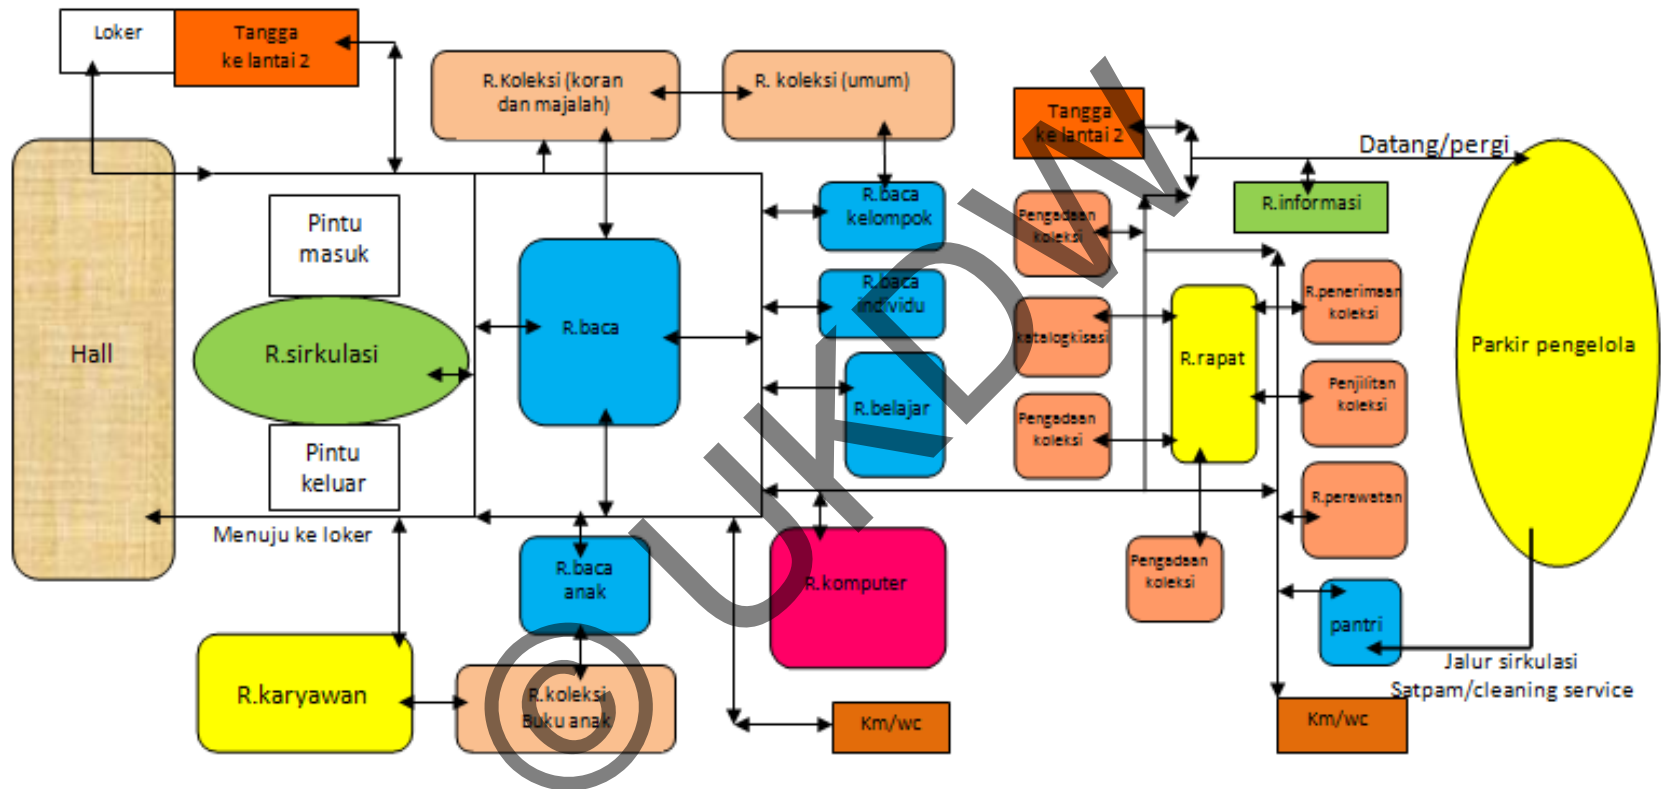 Loker
Tangga
ke lantai 2
R.Koleksi (koran
dan majalah)
R. koleksi (umum)
Tangga
ke lantai 2
Datang/pergi
R.informasi
Hall
Pintu
masuk
R.sirkulasi
Pintu
keluar
Menuju ke loker
R.baca
R.baca
kelompok
R.baca
individu
R.belajar
Pengadaan
koleksi
katalogkisasi
Pengadaan
koleksi
R.rapat
R.penerimaan
koleksi
Penjilitan
koleksi
R.perawatan
Parkir pengelola
R.baca
anak
R.komputer
Pengadaan
koleksi
pantri
Jalur sirkulasi
Satpam/cleaning service
R.karyawan
R.koleksi
Buku anak
Km/wc
Km/wc
© UKDW